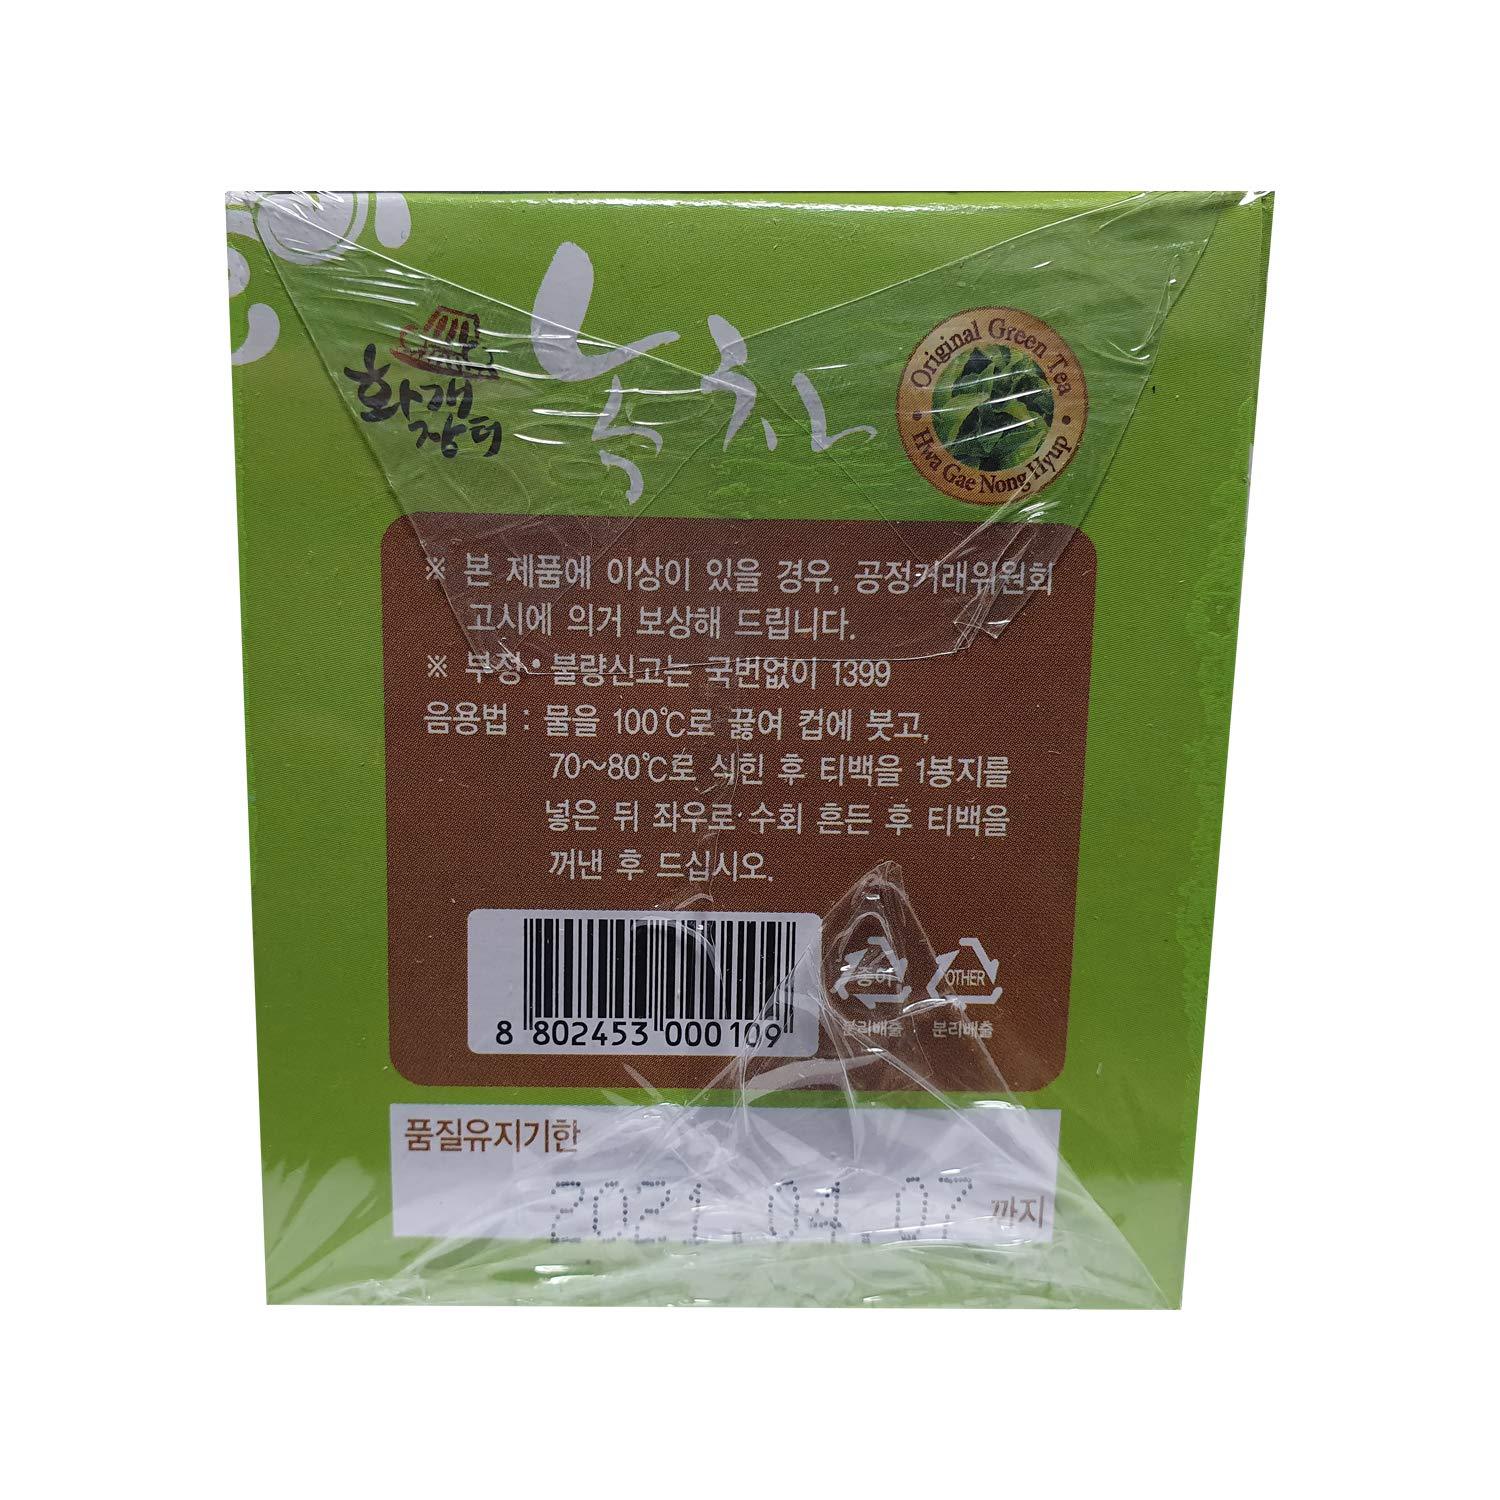 화개
장터
녹차
Original Green Tea
Hwa Gae Nong Hyup
※ 본 제품에 이상이 있을 경우, 공정거래위원회
고시에 의거 보상해 드립니다.
※ 부정·불량신고는 국번없이 1399
음용법 : 물을 100℃로 끓여 컵에 붓고,
70~80℃로 식힌 후 티백을 1봉지를
넣은 뒤 좌우로 수회 흔든 후 티백을
꺼낸 후 드십시오.
8 802453 000109
종이
분리배출
OTHER
분리배출
품질유지기한
2021.04.07 까지